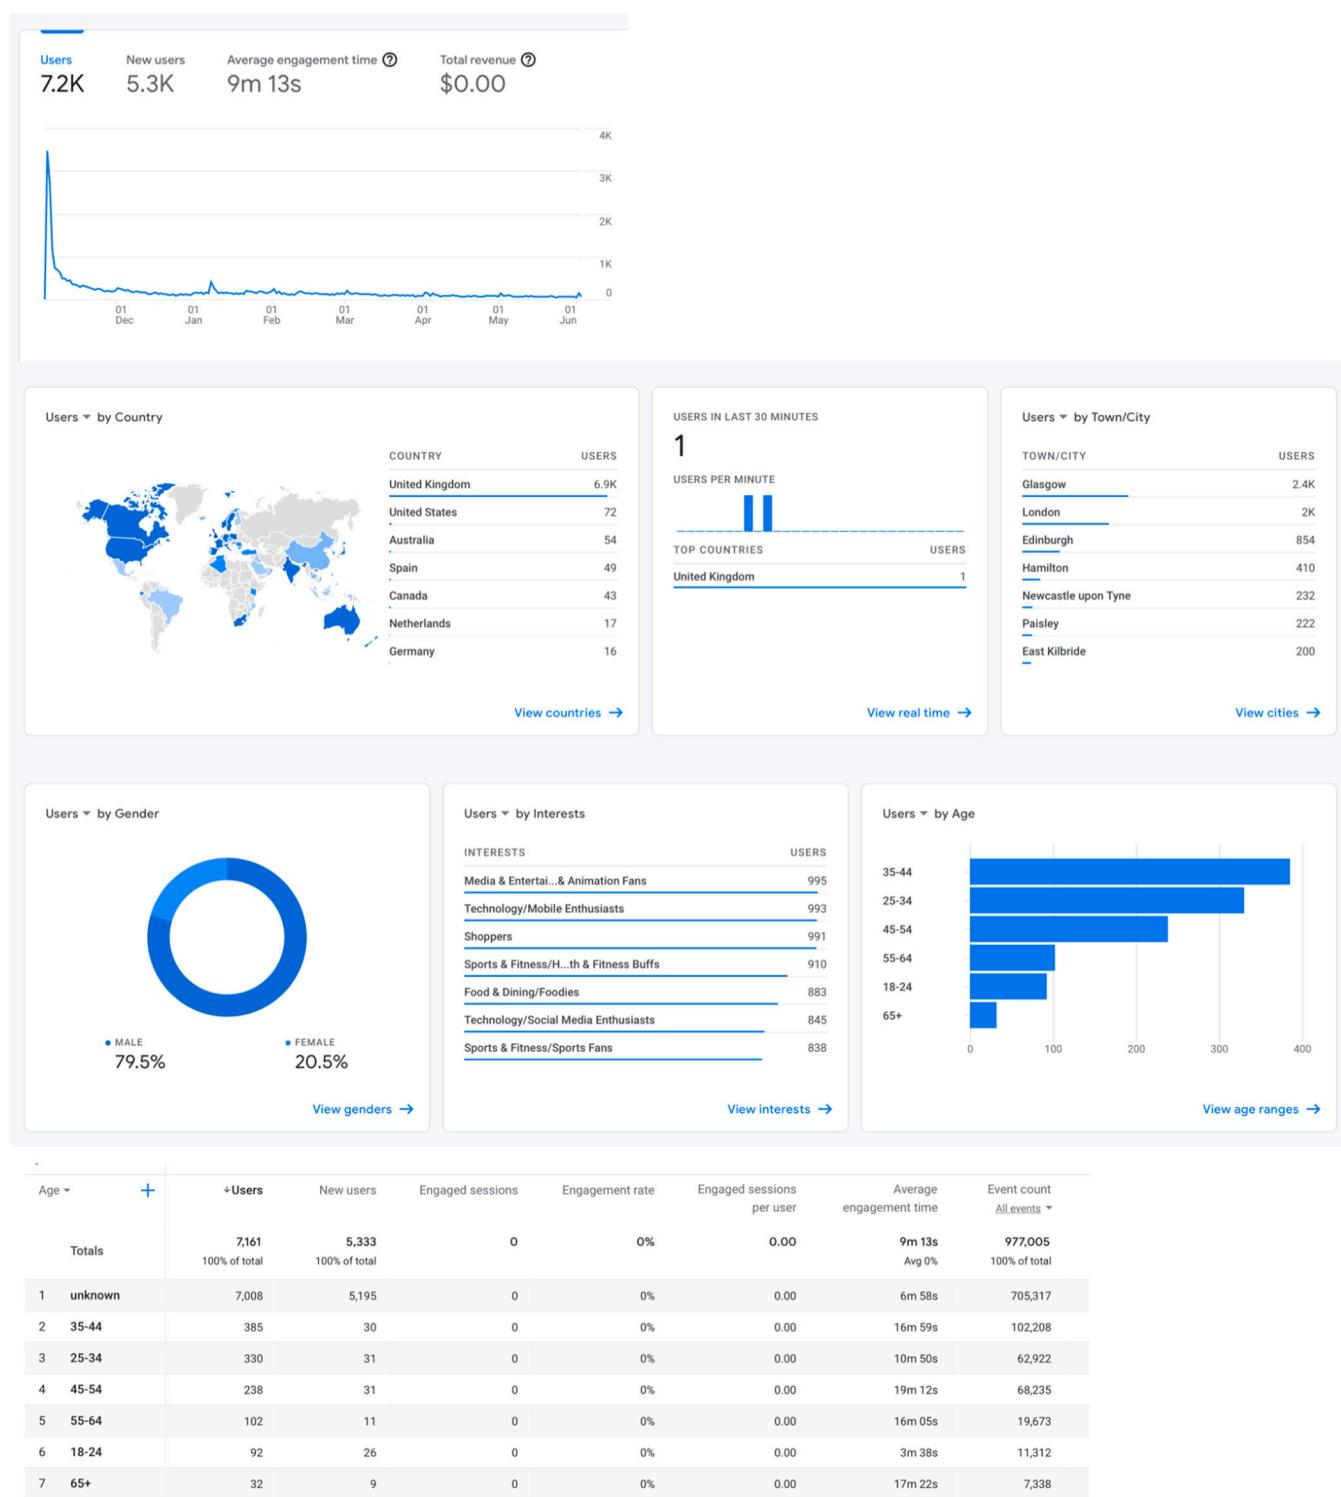 Users New users Average engagement time Total revenue
7.2K 5.3K 9m 13s $0.00
4K
3K
2K
1K
0
01 01 01 01 01 01 01
Dec Jan Feb Mar Apr May Jun
Users by Country
COUNTRY USERS
United Kingdom 6.9K
United States 72
Australia 54
Spain 49
Canada 43
Netherlands 17
Germany 16
View countries →
USERS IN LAST 30 MINUTES
1
USERS PER MINUTE
TOP COUNTRIES USERS
United Kingdom 1
View real time →
Users by Town/City
TOWN/CITY USERS
Glasgow 2.4K
London 2K
Edinburgh 854
Hamilton 410
Newcastle upon Tyne 232
Paisley 222
East Kilbride 200
View cities →
Users by Gender
MALE FEMALE
79.5% 20.5%
View genders →
Users by Interests
INTERESTS USERS
Media & Entertai...& Animation Fans 995
Technology/Mobile Enthusiasts 993
Shoppers 991
Sports & Fitness/H...th & Fitness Buffs 910
Food & Dining/Foodies 883
Technology/Social Media Enthusiasts 845
Sports & Fitness/Sports Fans 838
View interests →
Users by Age
35-44
25-34
45-54
55-64
18-24
65+
0 100 200 300 400
View age ranges →
Age + ↓Users New users Engaged sessions Engagement rate Engaged sessions per user Average engagement time Event count
All events
Totals 7,161 5,333 0 0% 0.00 9m 13s 977,005
100% of total 100% of total Avg 0% 100% of total
1 unknown 7,008 5,195 0 0% 0.00 6m 58s 705,317
2 35-44 385 30 0 0% 0.00 16m 59s 102,208
3 25-34 330 31 0 0% 0.00 10m 50s 62,922
4 45-54 238 31 0 0% 0.00 19m 12s 68,235
5 55-64 102 11 0 0% 0.00 16m 05s 19,673
6 18-24 92 26 0 0% 0.00 3m 38s 11,312
7 65+ 32 9 0 0% 0.00 17m 22s 7,338